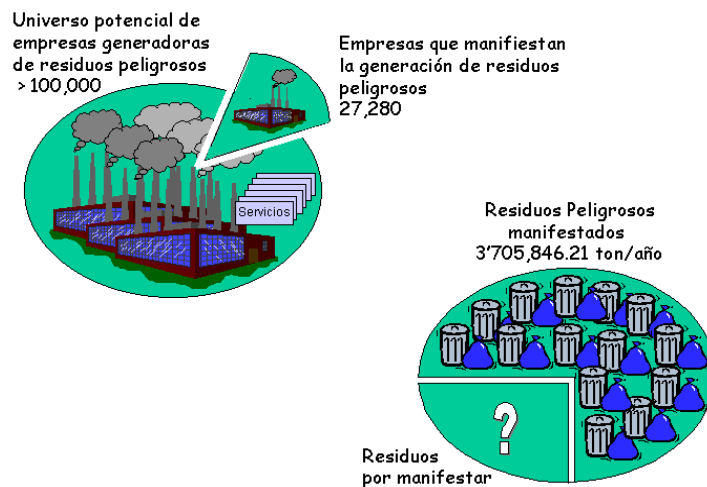 Universo potencial de
empresas generadoras
de residuos peligrosos
> 100,000
Empresas que manifiestan
la generación de residuos
peligrosos
27,280
Servicios
Residuos Peligrosos
manifestados
3'705,846.21 ton/año
?
Residuos
por manifestar